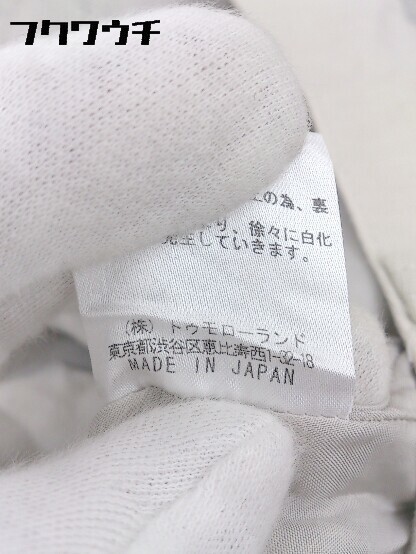 フクワウチ
の為、裏
り、徐々に白化
発生していきます。
(株)トゥモローランド
東京都渋谷区恵比寿西1-32-18
MADE IN JAPAN